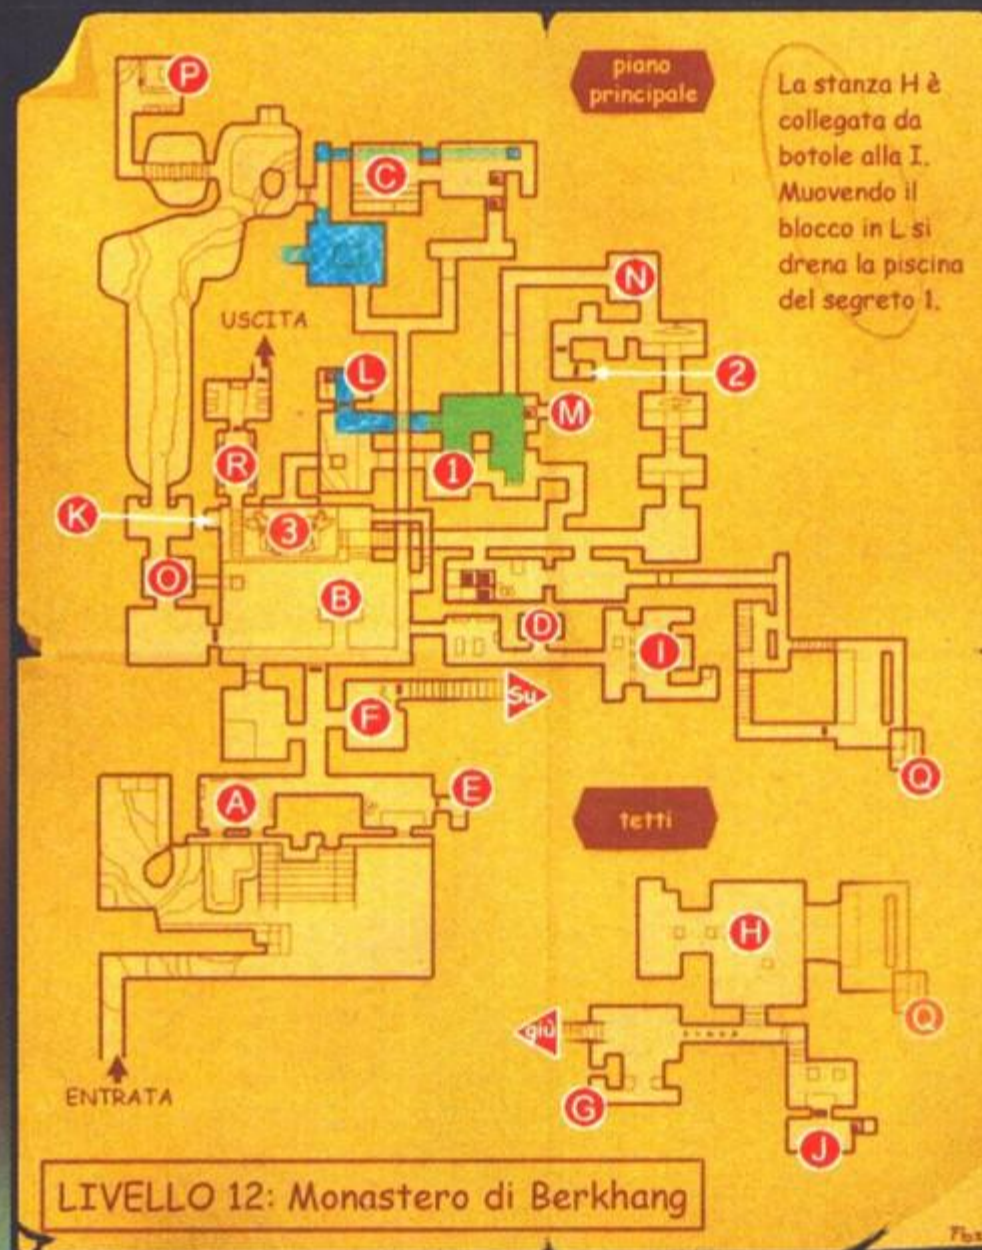 P
piano
principale
La stanza H è
collegata da
botole alla I.
Muovendo il
blocco in L si
drena la piscina
del segreto 1.
C
N
USCITA
L
2
M
R
1
K
3
O
B
D
I
Su
F
Q
A
E
tetti
H
Q
giù
G
J
ENTRATA
LIVELLO 12: Monastero di Berkhang